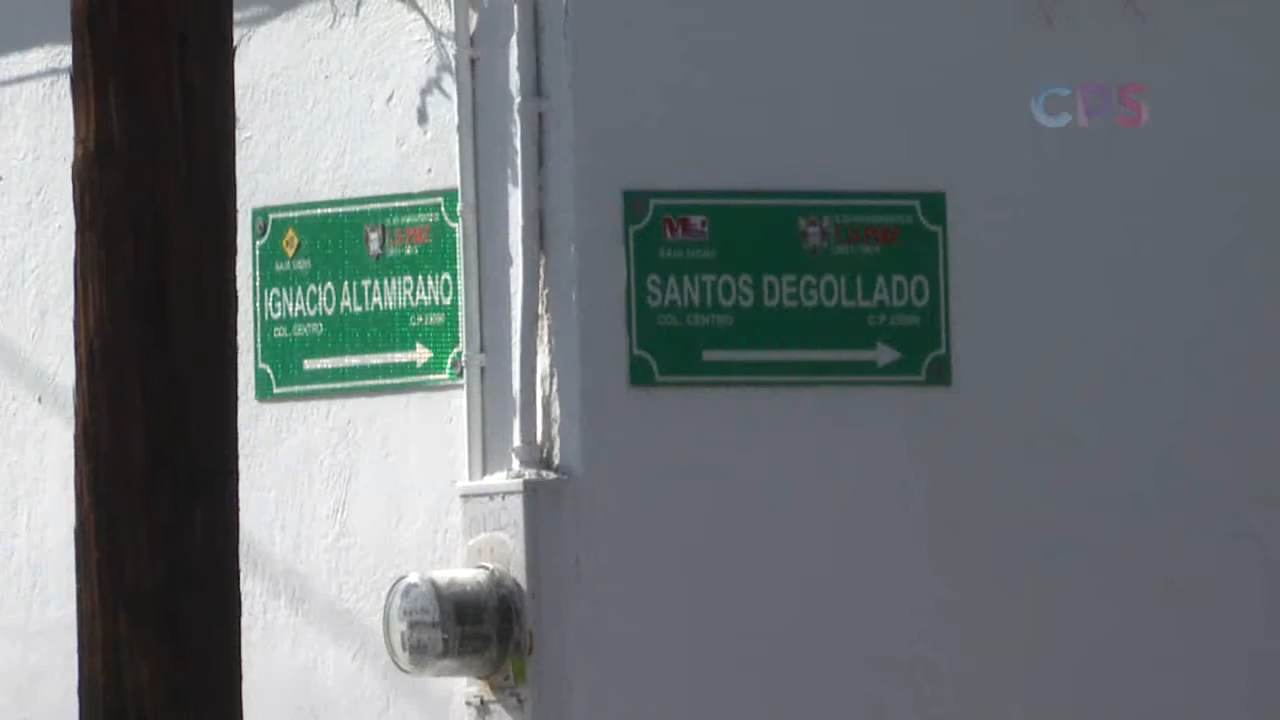 CPS
LA PAZ
IGNACIO ALTAMIRANO
COL. CENTRO
LA PAZ
SANTOS DEGOLLADO
COL. CENTRO
C.P.